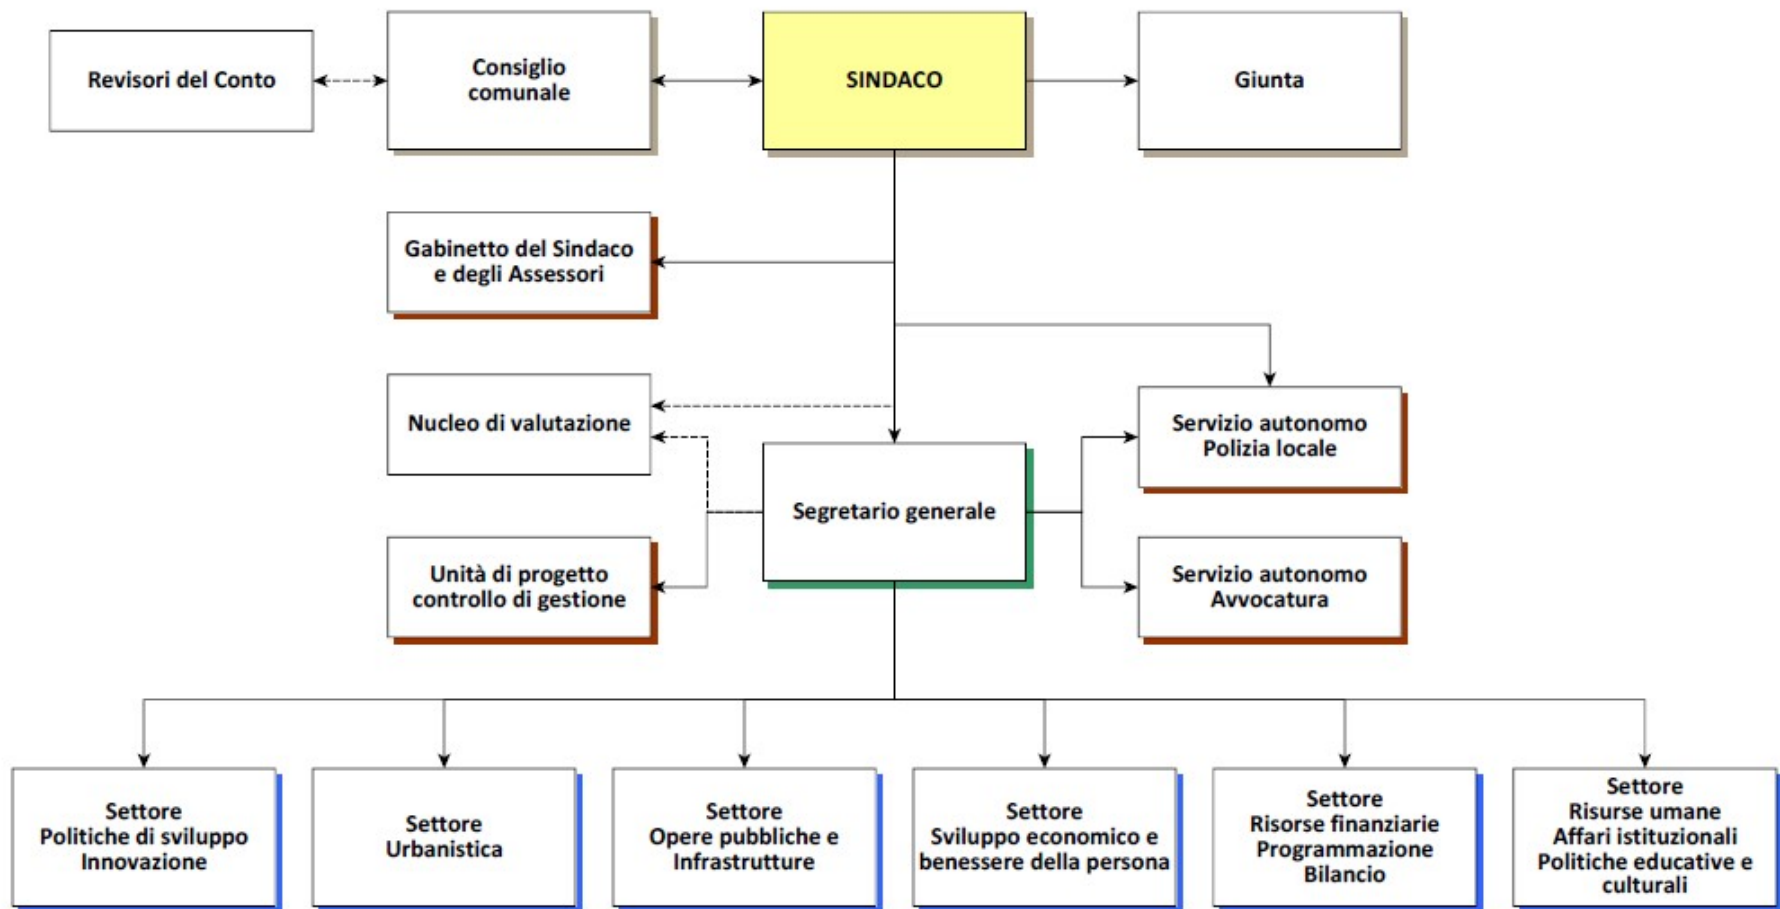 Revisori del Conto
Consiglio
comunale
SINDACO
Giunta
Gabinetto del Sindaco
e degli Assessori
Nucleo di valutazione
Servizio autonomo
Polizia locale
Segretario generale
Unità di progetto
controllo di gestione
Servizio autonomo
Avvocatura
Settore
Politiche di sviluppo
Innovazione
Settore
Urbanistica
Settore
Opere pubbliche e
Infrastrutture
Settore
Sviluppo economico e
benessere della persona
Settore
Risorse finanziarie
Programmazione
Bilancio
Settore
Risurse umane
Affari istituzionali
Politiche educative e
culturali